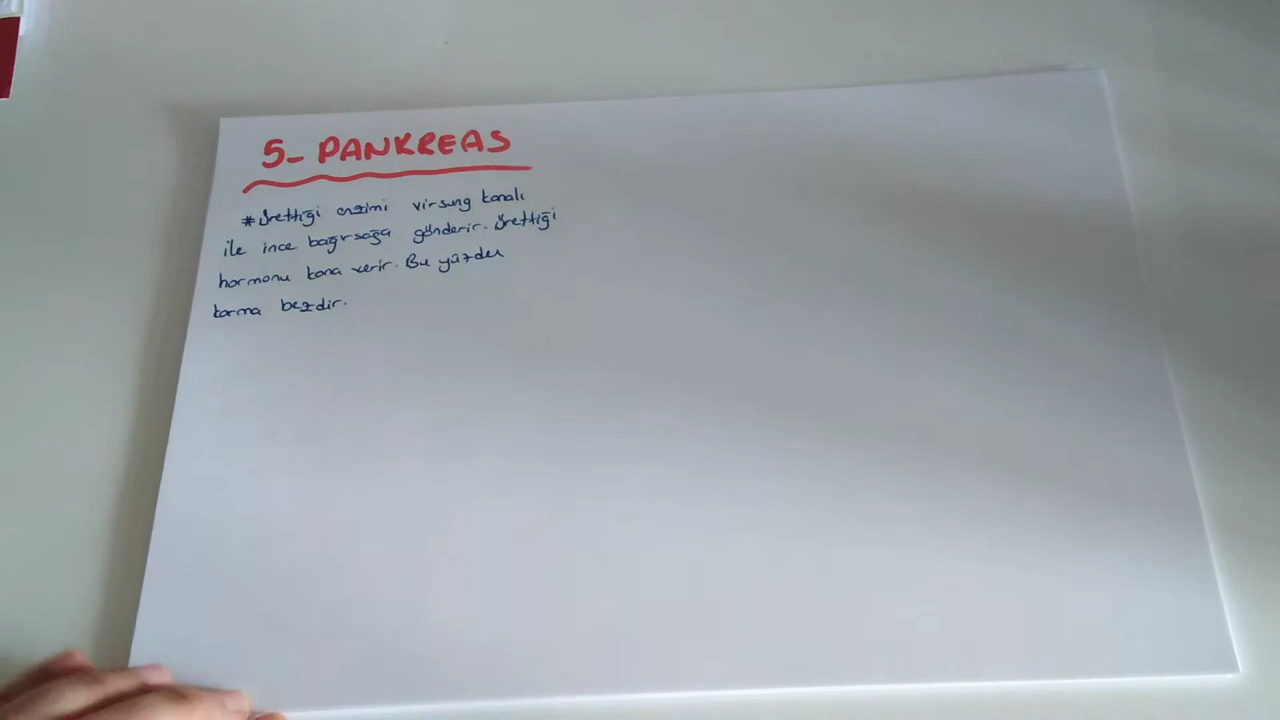 5- PANKREAS
# Ürettiği enzimi virsung kanalı
ile ince bağırsağa gönderir. Ürettiği
hormonu kana verir. Bu yüzden
karma bezdir.